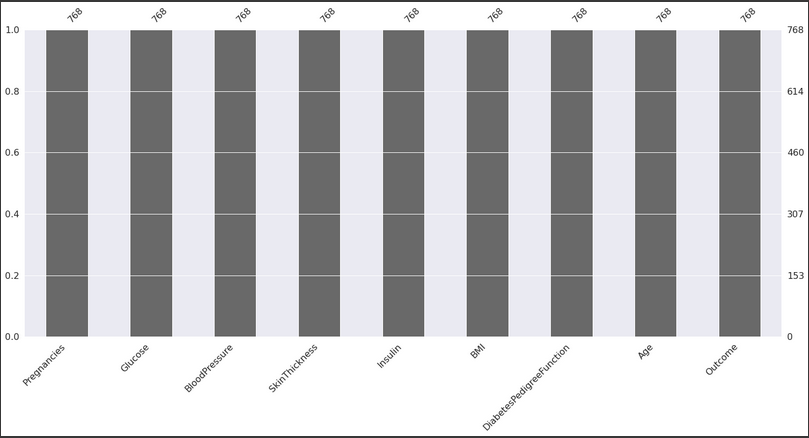 768 768 768 768 768 768 768 768 768
1.0 768
0.8 614
0.6 460
0.4 307
0.2 153
0.0 0
Pregnancies
Glucose
BloodPressure
SkinThickness
Insulin
BMI
DiabetesPedigreeFunction
Age
Outcome